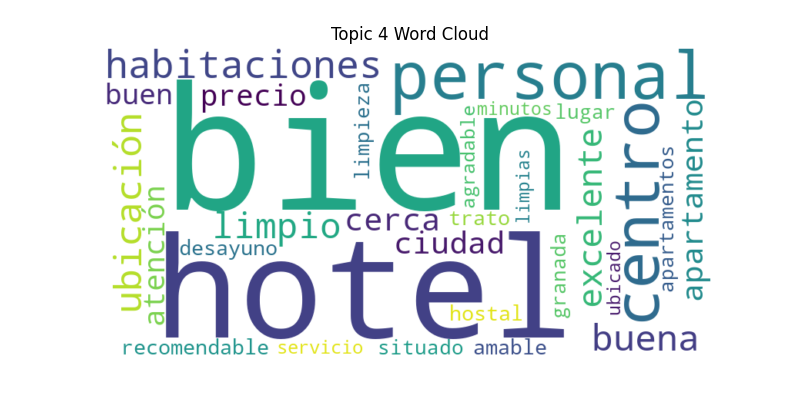 Topic 4 Word Cloud
habitaciones
personal
buen
precio
bien
limpieza
agradable
minutos
lugar
limpias
excelente
centro
apartamentos
apartamento
ubicación
atención
limpio
cerca
trato
ciudad
desayuno
hotel
granada
ubicado
hostal
buena
recomendable
servicio
situado
amable